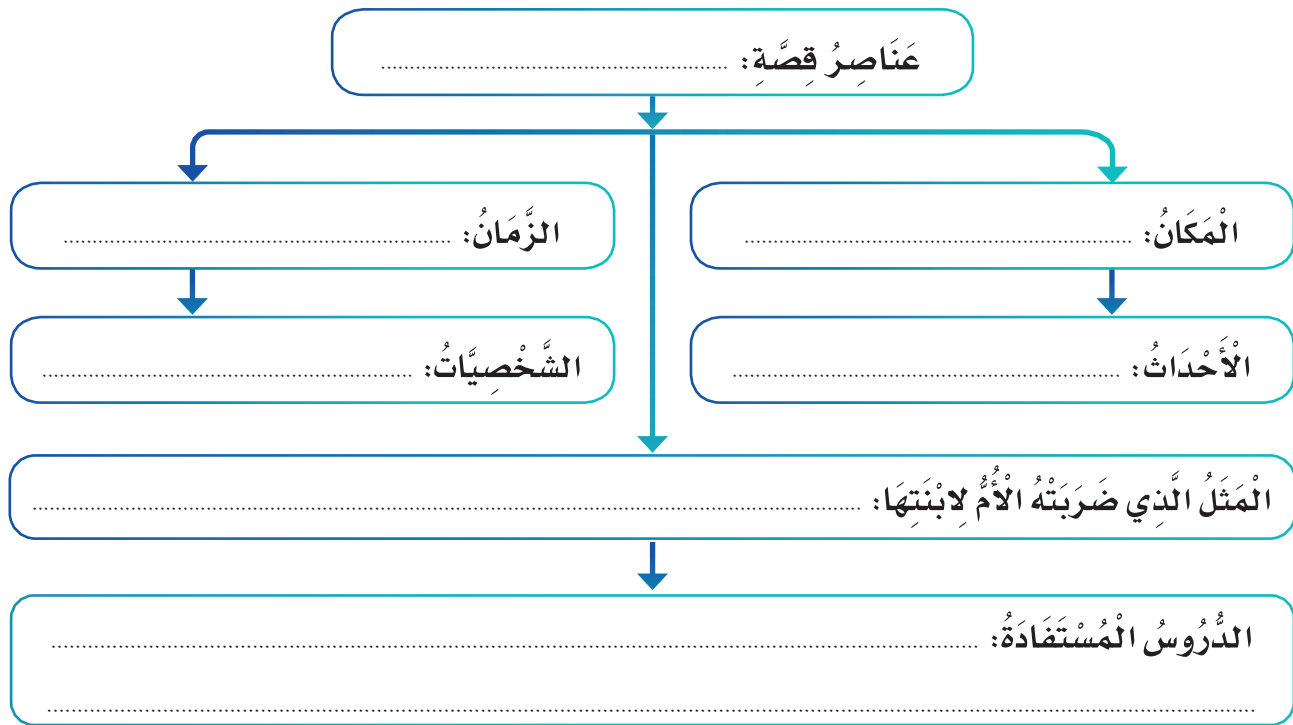 عَنَاصِرُ قِصَّةِ: ............................................................
الْمَكَانُ: ...................................................................
الزَّمَانُ: ...................................................................
الْأَحْدَاثُ: ...................................................................
الشَّخْصِيَّاتُ: ................................................................
الْمَثَلُ الَّذِي ضَرَبَتْهُ الْأُمُّ لِابْنَتِهَا: ................................................................................
الدُّرُوسُ الْمُسْتَفَادَةُ: ................................................................................
................................................................................................................